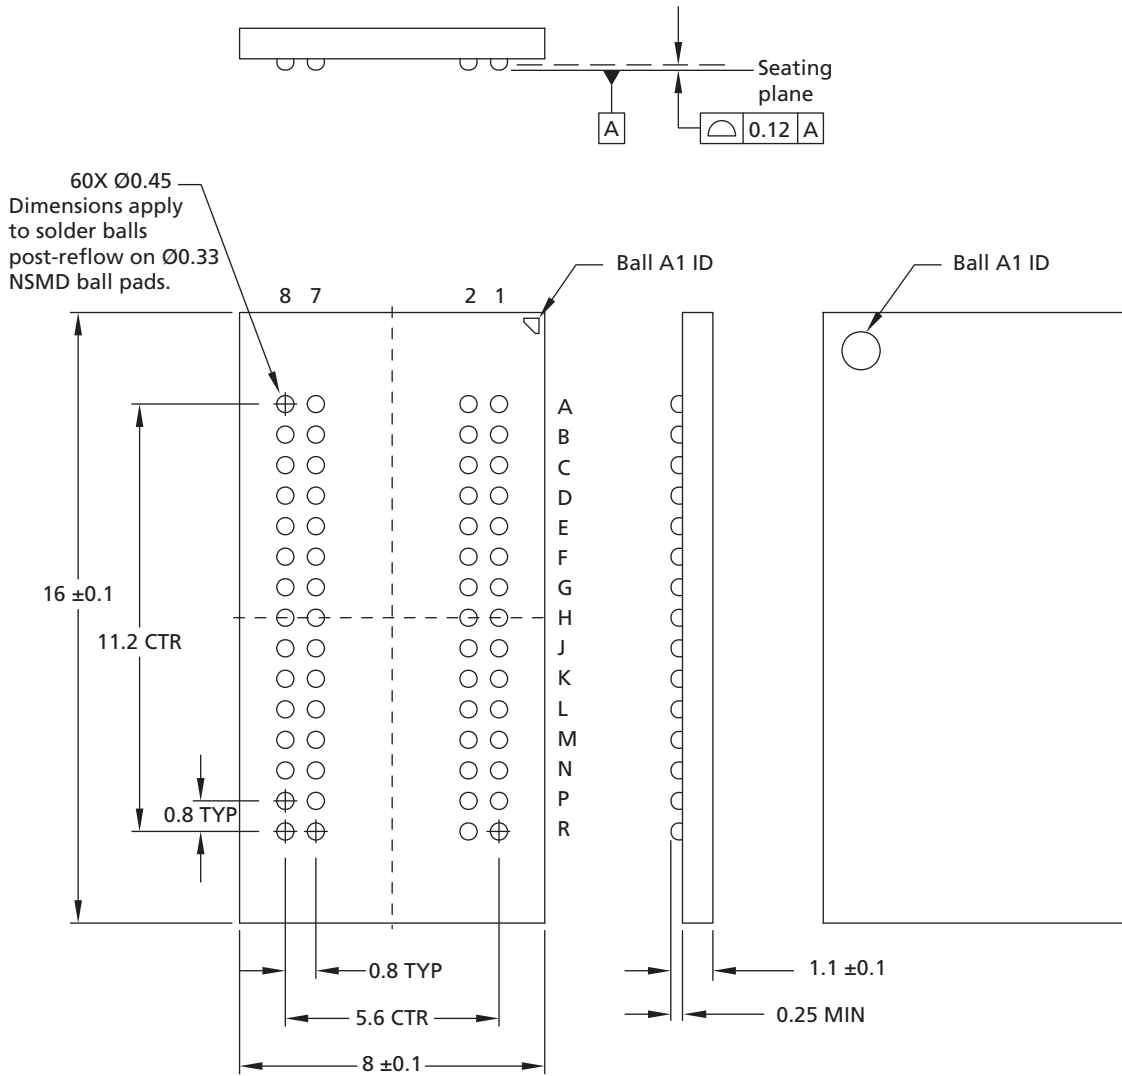 Seating
plane
A
0.12 A
60X Ø0.45
Dimensions apply
to solder balls
post-reflow on Ø0.33
NSMD ball pads.
Ball A1 ID
Ball A1 ID
8 7 2 1
A
B
C
D
E
F
G
H
J
K
L
M
N
P
R
16 ±0.1
11.2 CTR
0.8 TYP
0.8 TYP
5.6 CTR
8 ±0.1
1.1 ±0.1
0.25 MIN